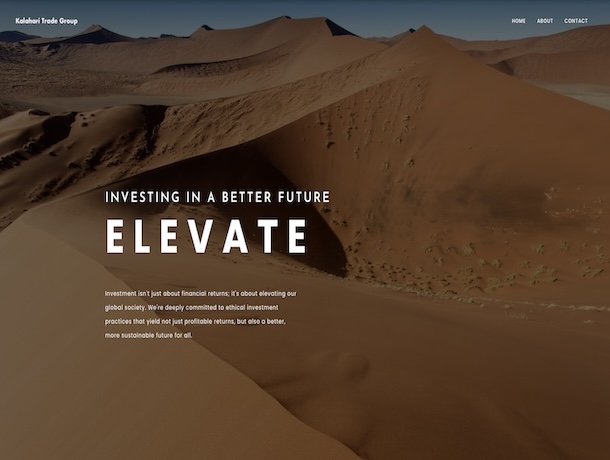 Kalahari Trade Group
HOME ABOUT CONTACT
INVESTING IN A BETTER FUTURE
ELEVATE
Investment isn't just about financial returns; it's about elevating our
global society. We're deeply committed to ethical investment
practices that yield not just profitable returns, but also a better,
more sustainable future for all.